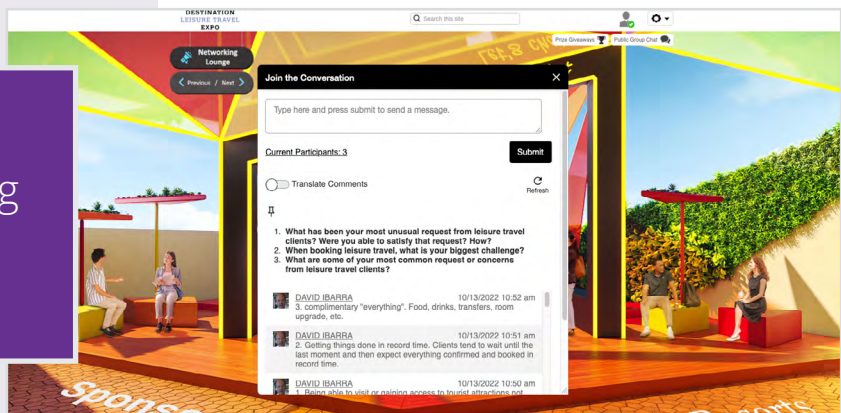 DESTINATION
LEISURE TRAVEL
EXPO
Search this site
Prize Giveaways
Public Group Chat
Networking
Lounge
Previous / Next
g
Join the Conversation
Type here and press submit to send a message.
Current Participants: 3
Submit
Translate Comments
Refresh
1. What has been your most unusual request from leisure travel
clients? Were you able to satisfy that request? How?
2. When booking leisure travel, what is your biggest challenge?
3. What are some of your most common request or concerns
from leisure travel clients?
DAVID IBARRA 10/13/2022 10:52 am
3. complimentary "everything". Food, drinks, transfers, room
upgrade, etc.
DAVID IBARRA 10/13/2022 10:51 am
2. Getting things done in record time. Clients tend to wait until the
last moment and then expect everything confirmed and booked in
record time.
DAVID IBARRA 10/13/2022 10:50 am
1. Being able to visit or gaining access to tourist attractions not
Spons